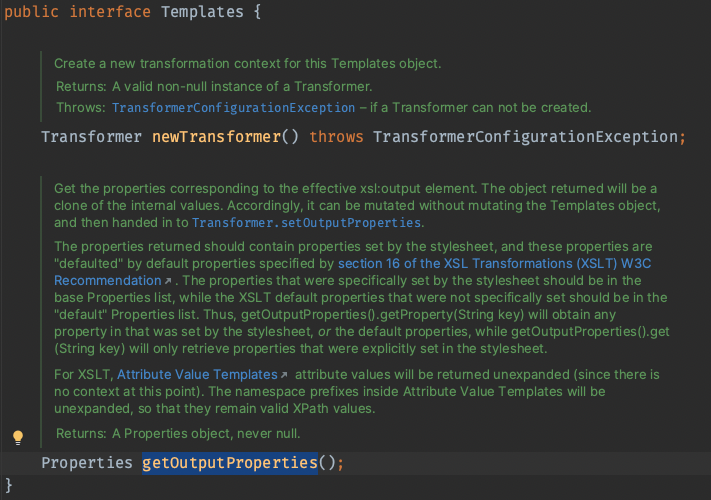 public interface Templates {
Create a new transformation context for this Templates object.
Returns: A valid non-null instance of a Transformer.
Throws: TransformerConfigurationException – if a Transformer can not be created.
Transformer newTransformer() throws TransformerConfigurationException;
Get the properties corresponding to the effective xsl:output element. The object returned will be a
clone of the internal values. Accordingly, it can be mutated without mutating the Templates object,
and then handed in to Transformer.setOutputProperties.
The properties returned should contain properties set by the stylesheet, and these properties are
"defaulted" by default properties specified by section 16 of the XSL Transformations (XSLT) W3C
Recommendation↗. The properties that were specifically set by the stylesheet should be in the
base Properties list, while the XSLT default properties that were not specifically set should be in the
"default" Properties list. Thus, getOutputProperties().getProperty(String key) will obtain any
property in that was set by the stylesheet, or the default properties, while getOutputProperties().get
(String key) will only retrieve properties that were explicitly set in the stylesheet.
For XSLT, Attribute Value Templates↗ attribute values will be returned unexpanded (since there is
no context at this point). The namespace prefixes inside Attribute Value Templates will be
unexpanded, so that they remain valid XPath values.
Returns: A Properties object, never null.
Properties getOutputProperties();
}